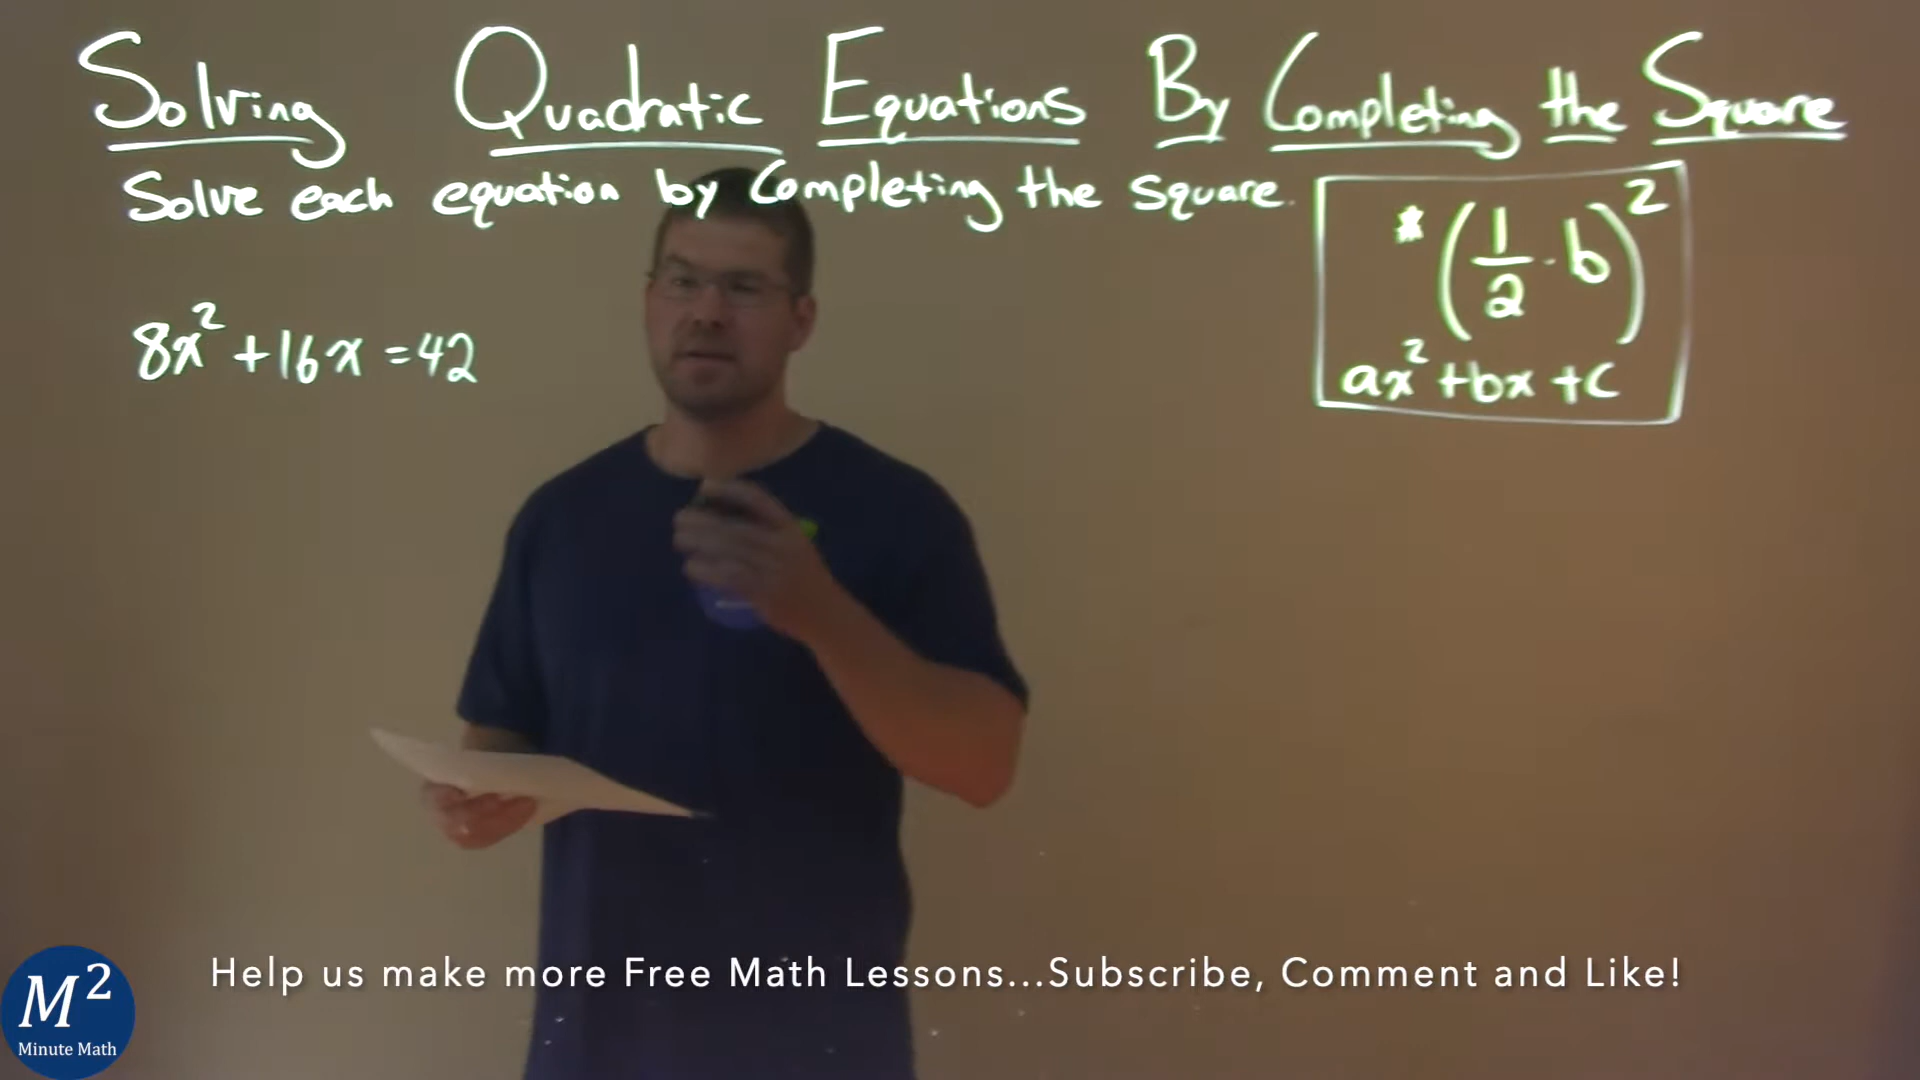 Solving Quadratic Equations By Completing the Square
Solve each equation by Completing the square.
* (1/2 · b)²
ax² + bx + c
8x² + 16x = 42
Help us make more Free Math Lessons...Subscribe, Comment and Like!
M²
Minute Math